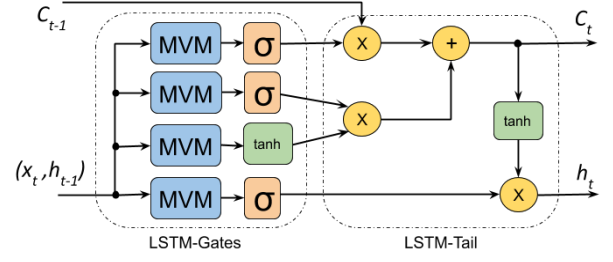 C_{t-1}
C_t
MVM σ X +
MVM σ
X
tanh
MVM tanh
(x_t, h_{t-1})
MVM σ X h_t
LSTM-Gates LSTM-Tail